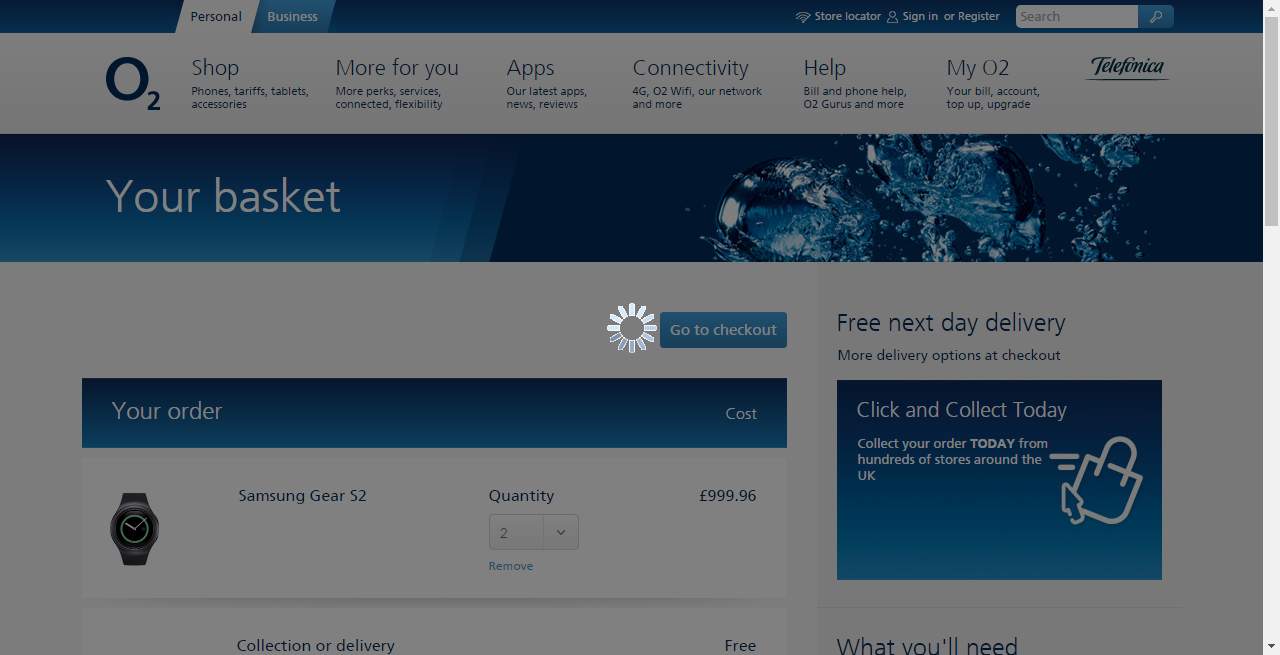 Personal
Business
Store locator
Sign in or Register
Search
O2
Shop
Phones, tariffs, tablets,
accessories
More for you
More perks, services,
connected, flexibility
Apps
Our latest apps,
news, reviews
Connectivity
4G, O2 Wifi, our network
and more
Help
Bill and phone help,
O2 Gurus and more
My O2
Your bill, account,
top up, upgrade
Telefónica
Your basket
Go to checkout
Your order
Cost
Samsung Gear S2
Quantity
£999.96
2
Remove
Collection or delivery
Free
Free next day delivery
More delivery options at checkout
Click and Collect Today
Collect your order TODAY from
hundreds of stores around the
UK
What you'll need